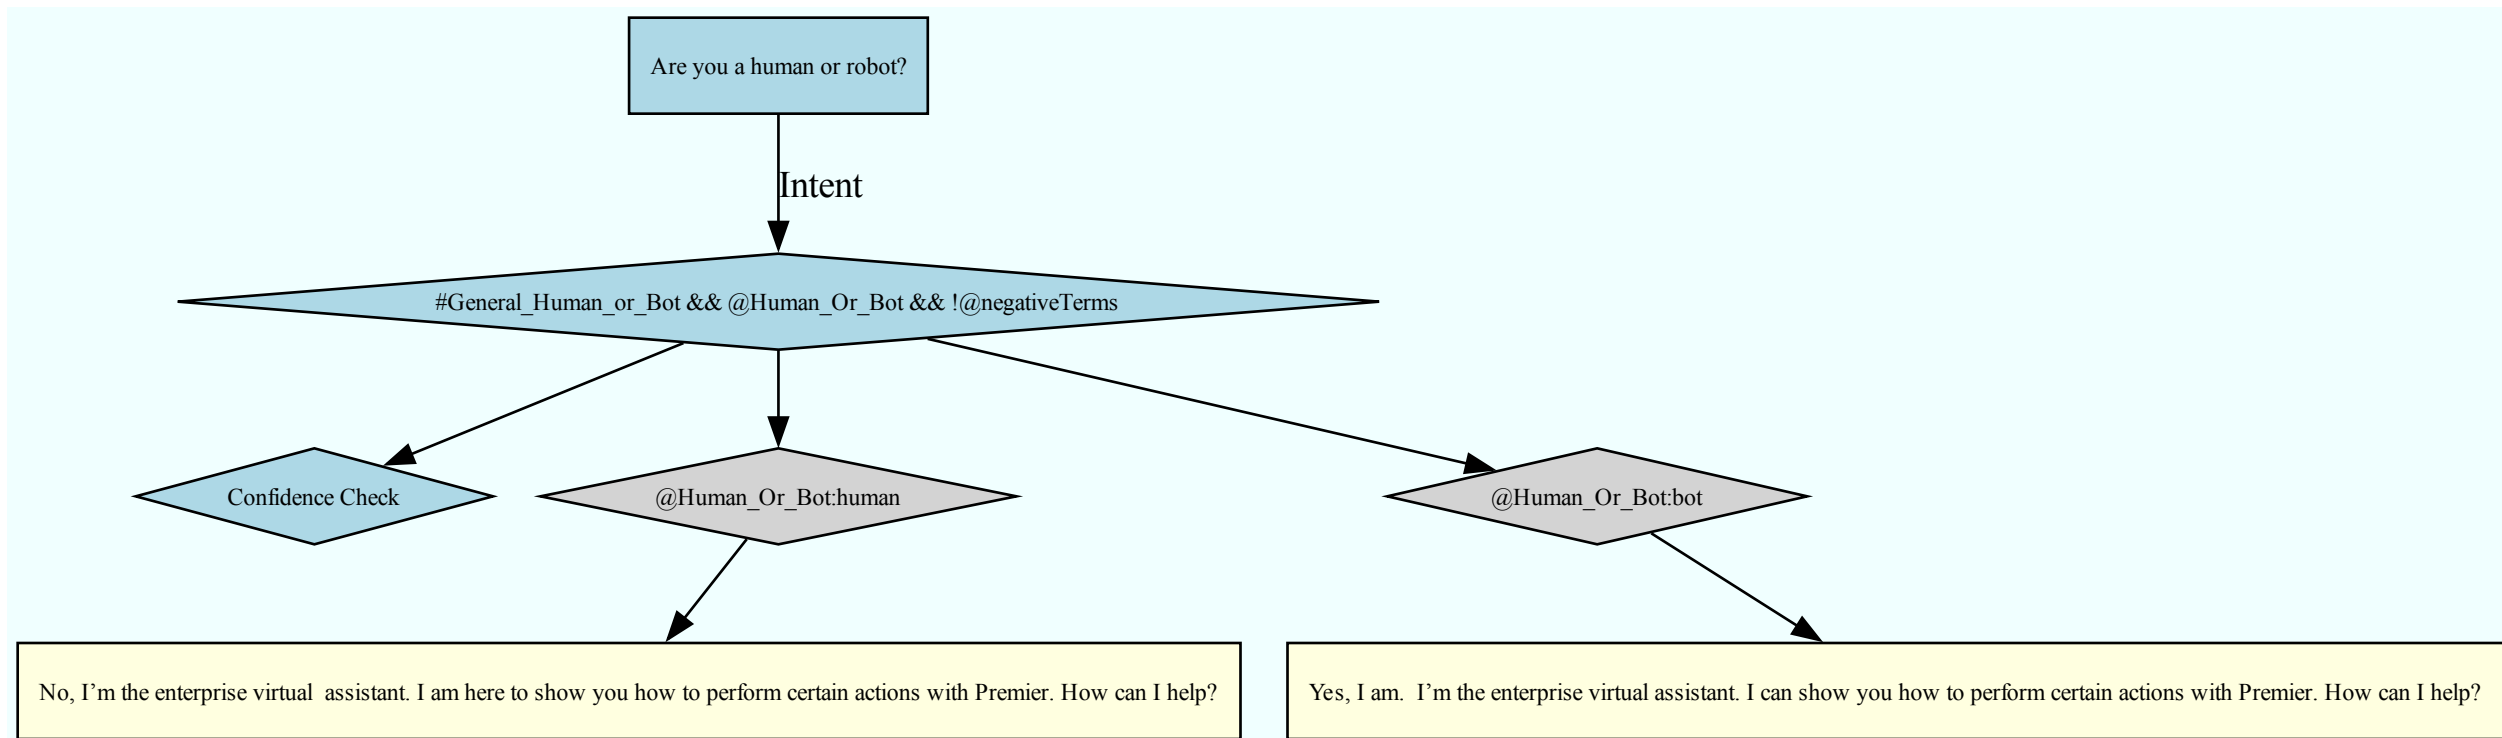 Are you a human or robot?
Intent
#General_Human_or_Bot && @Human_Or_Bot && !@negativeTerms
Confidence Check
@Human_Or_Bot:human
@Human_Or_Bot:bot
No, I’m the enterprise virtual  assistant. I am here to show you how to perform certain actions with Premier. How can I help?
Yes, I am.  I’m the enterprise virtual assistant. I can show you how to perform certain actions with Premier. How can I help?